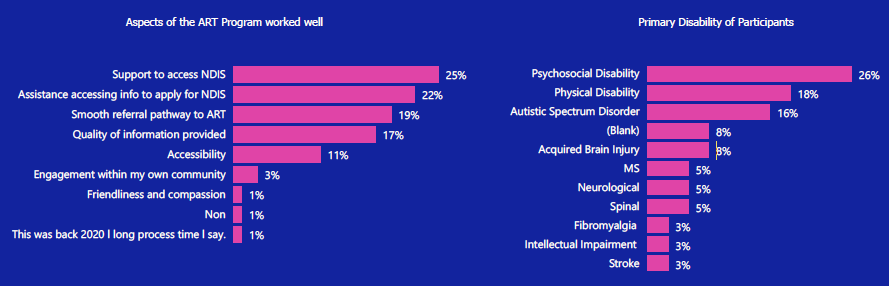 Aspects of the ART Program worked well
Support to access NDIS 25%
Assistance accessing info to apply for NDIS 22%
Smooth referral pathway to ART 19%
Quality of information provided 17%
Accessibility 11%
Engagement within my own community 3%
Friendliness and compassion 1%
Non 1%
This was back 2020 I long process time I say. 1%
Primary Disability of Participants
Psychosocial Disability 26%
Physical Disability 18%
Autistic Spectrum Disorder 16%
(Blank) 8%
Acquired Brain Injury 8%
MS 5%
Neurological 5%
Spinal 5%
Fibromyalgia 3%
Intellectual Impairment 3%
Stroke 3%